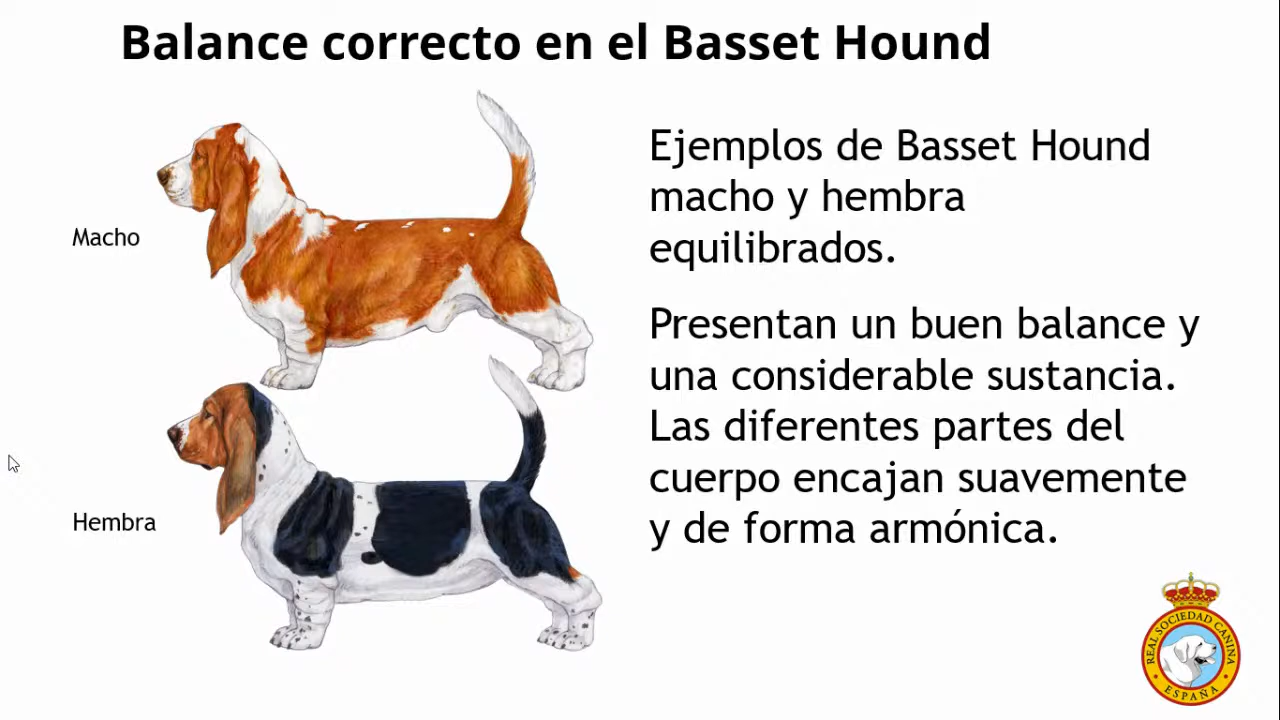 Balance correcto en el Basset Hound
Macho
Hembra
Ejemplos de Basset Hound
macho y hembra
equilibrados.
Presentan un buen balance y
una considerable sustancia.
Las diferentes partes del
cuerpo encajan suavemente
y de forma armónica.
REAL SOCIEDAD CANINA
ESPAÑA